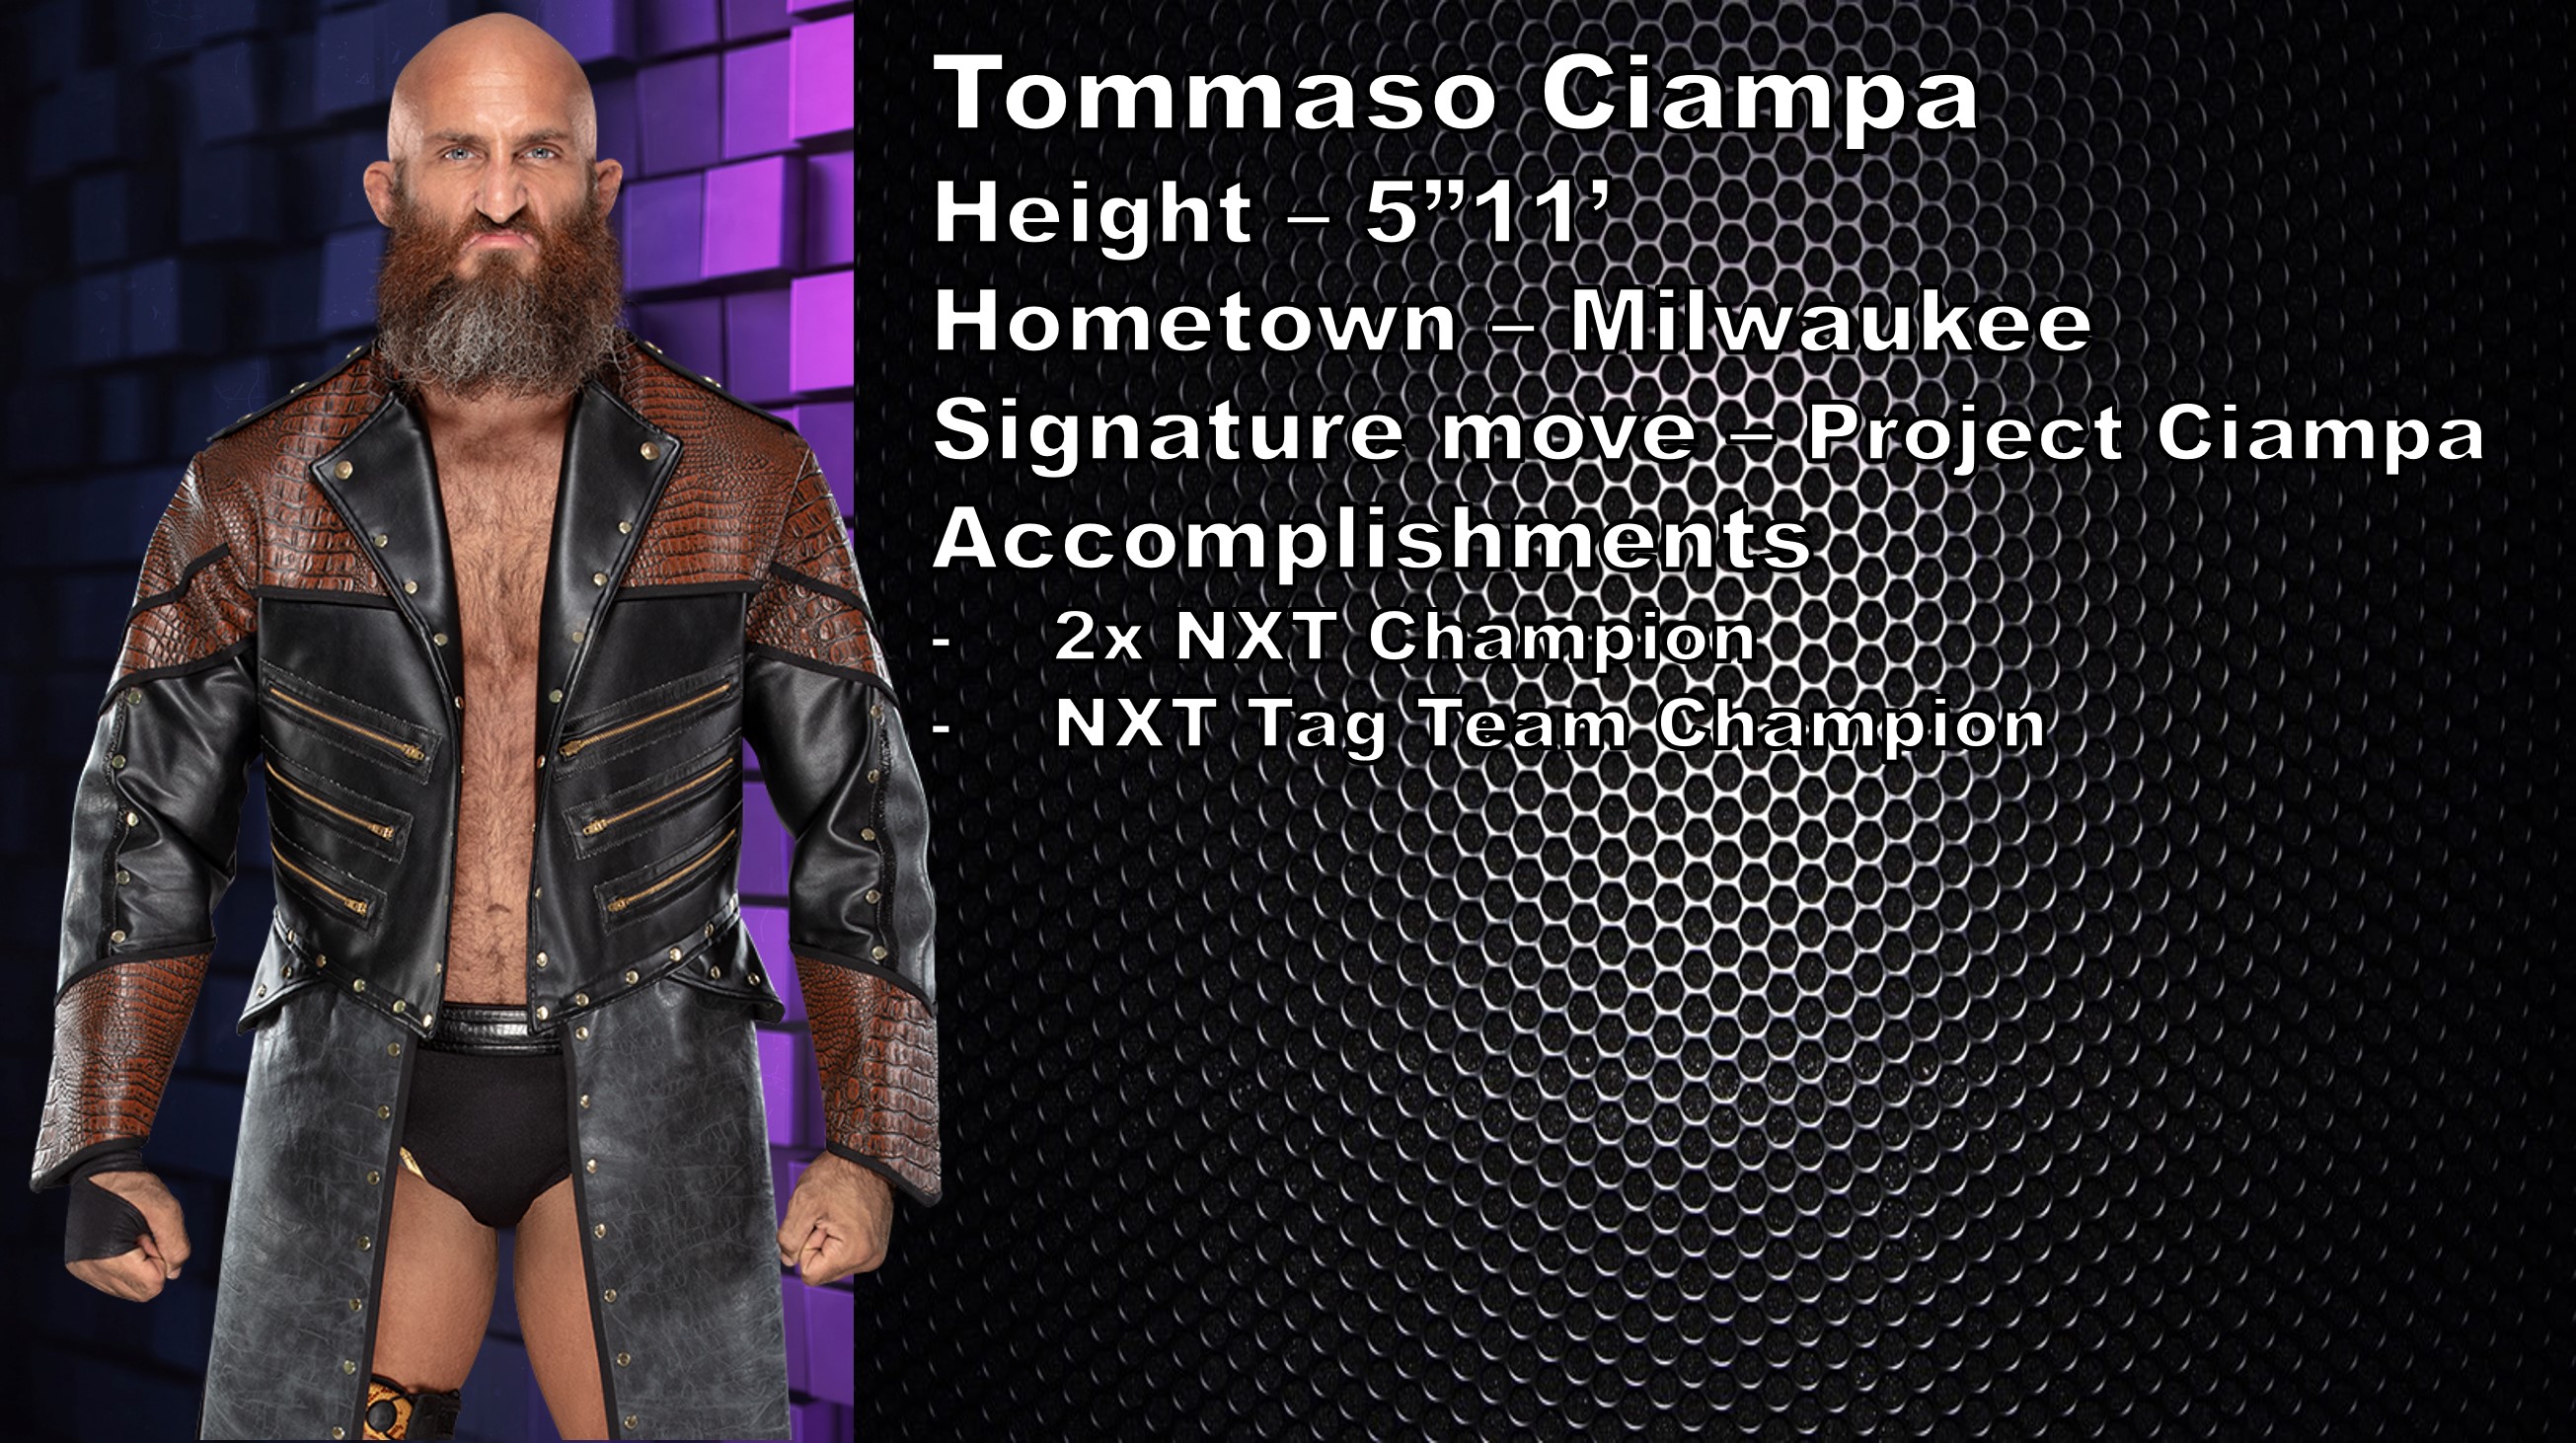 Tommaso Ciampa
Height – 5”11’
Hometown – Milwaukee
Signature move – Project Ciampa
Accomplishments
- 2x NXT Champion
- NXT Tag Team Champion